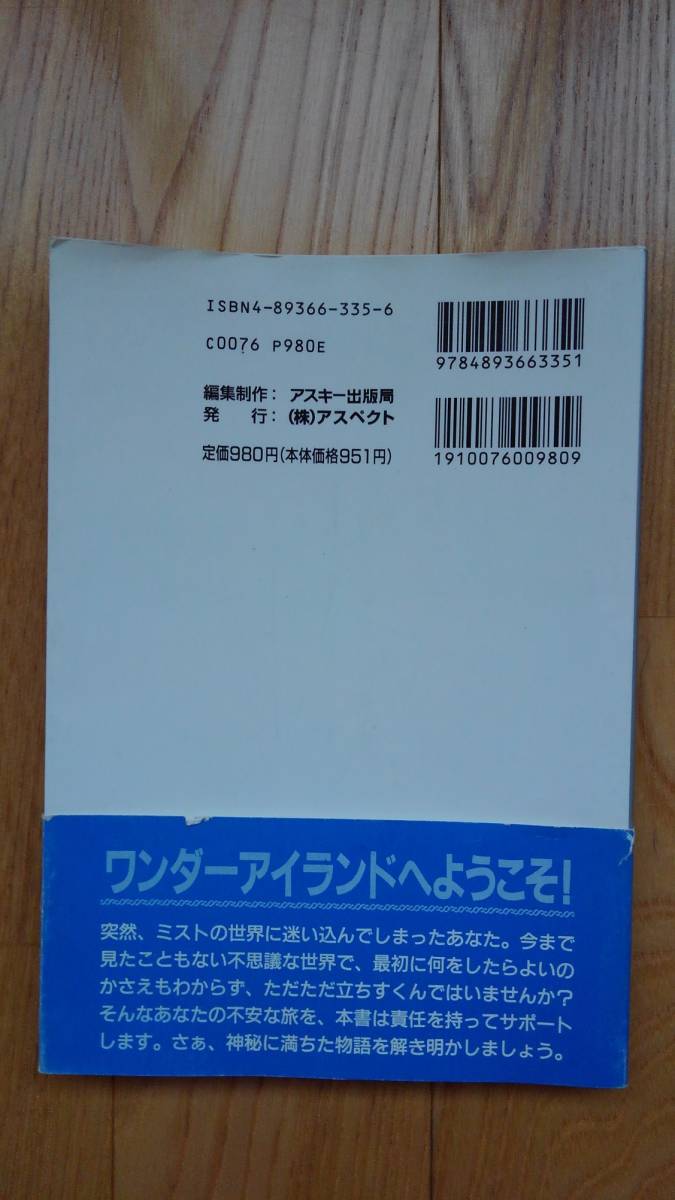 ISBN4-89366-335-6
C0076 P980E
編集制作：アスキー出版局
発　行：(株)アスペクト
定価980円(本体価格951円)
9784893663351
1910076009809
ワンダーアイランドへようこそ!
突然、ミストの世界に迷い込んでしまったあなた。今まで
見たこともない不思議な世界で、最初に何をしたらよいの
かさえもわからず、ただただ立ちすくんではいませんか?
そんなあなたの不安な旅を、本書は責任を持ってサポート
します。さぁ、神秘に満ちた物語を解き明かしましょう。